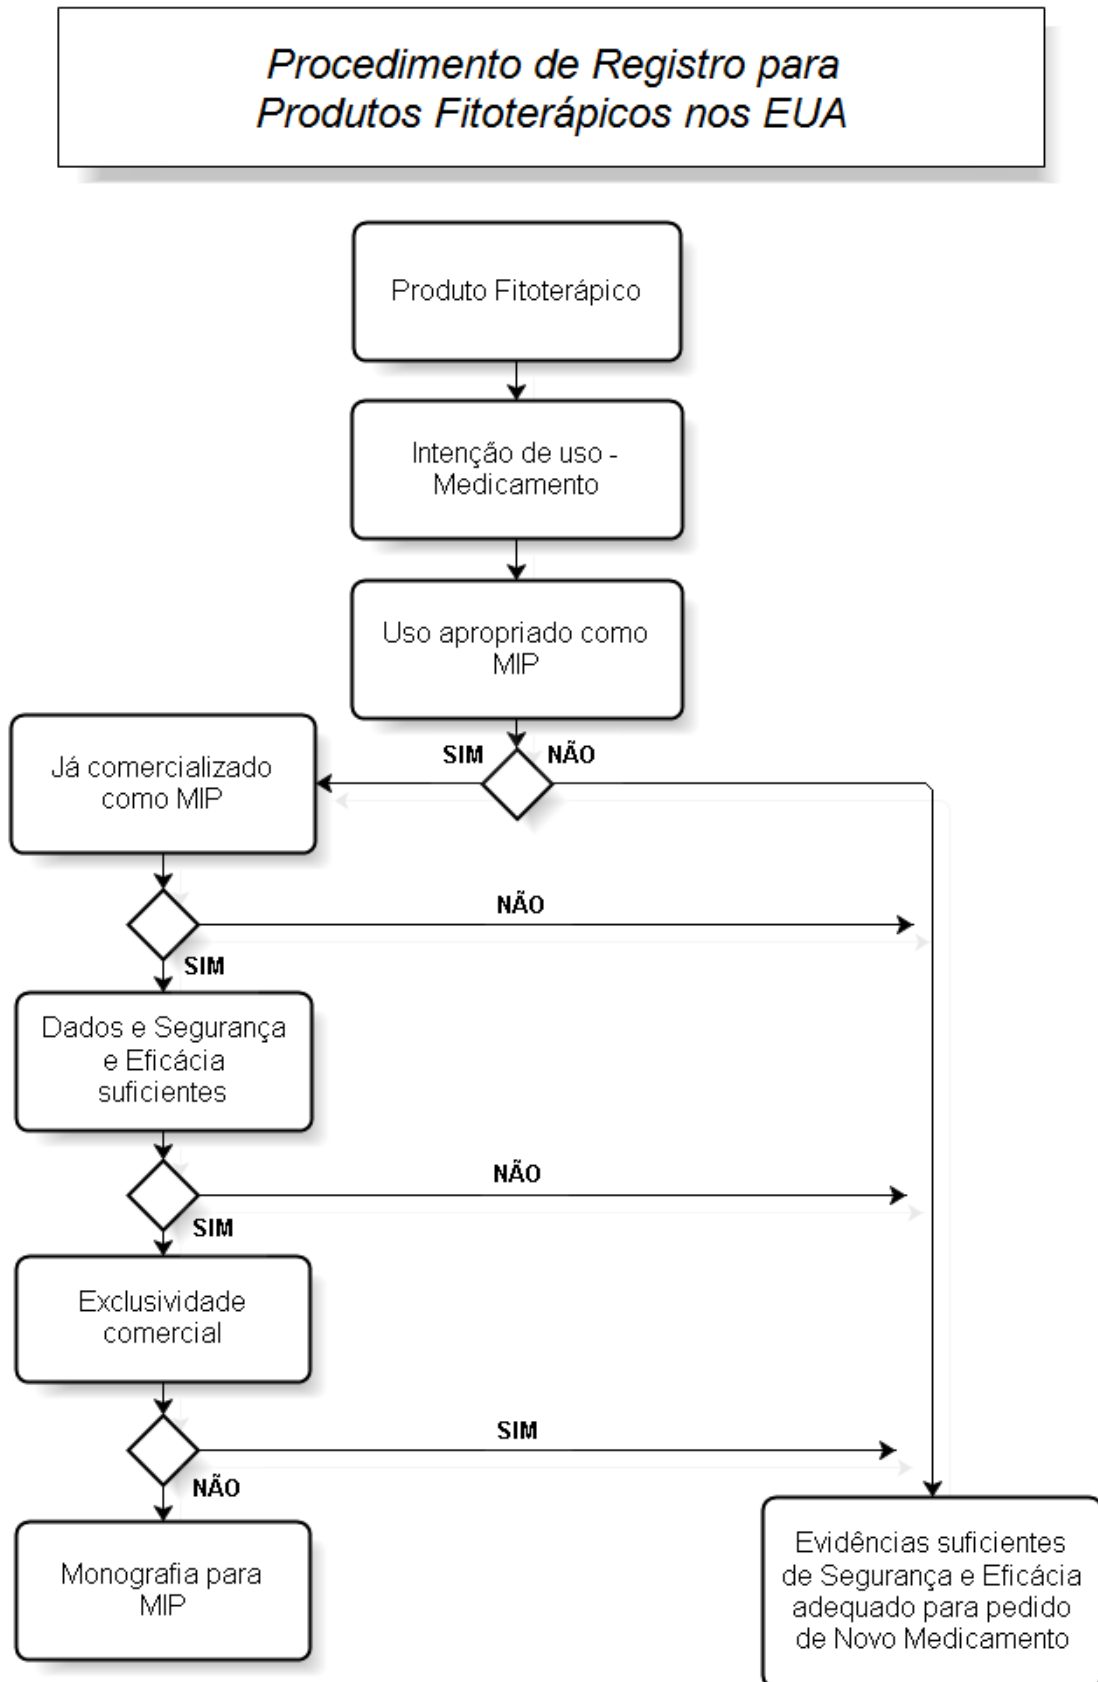 Procedimento de Registro para
Produtos Fitoterápicos nos EUA
Produto Fitoterápico
Intenção de uso -
Medicamento
Uso apropriado como
MIP
SIM
NÃO
Já comercializado
como MIP
NÃO
SIM
Dados e Segurança
e Eficácia
suficientes
NÃO
SIM
Exclusividade
comercial
SIM
NÃO
Monografia para
MIP
Evidências suficientes
de Segurança e Eficácia
adequado para pedido
de Novo Medicamento